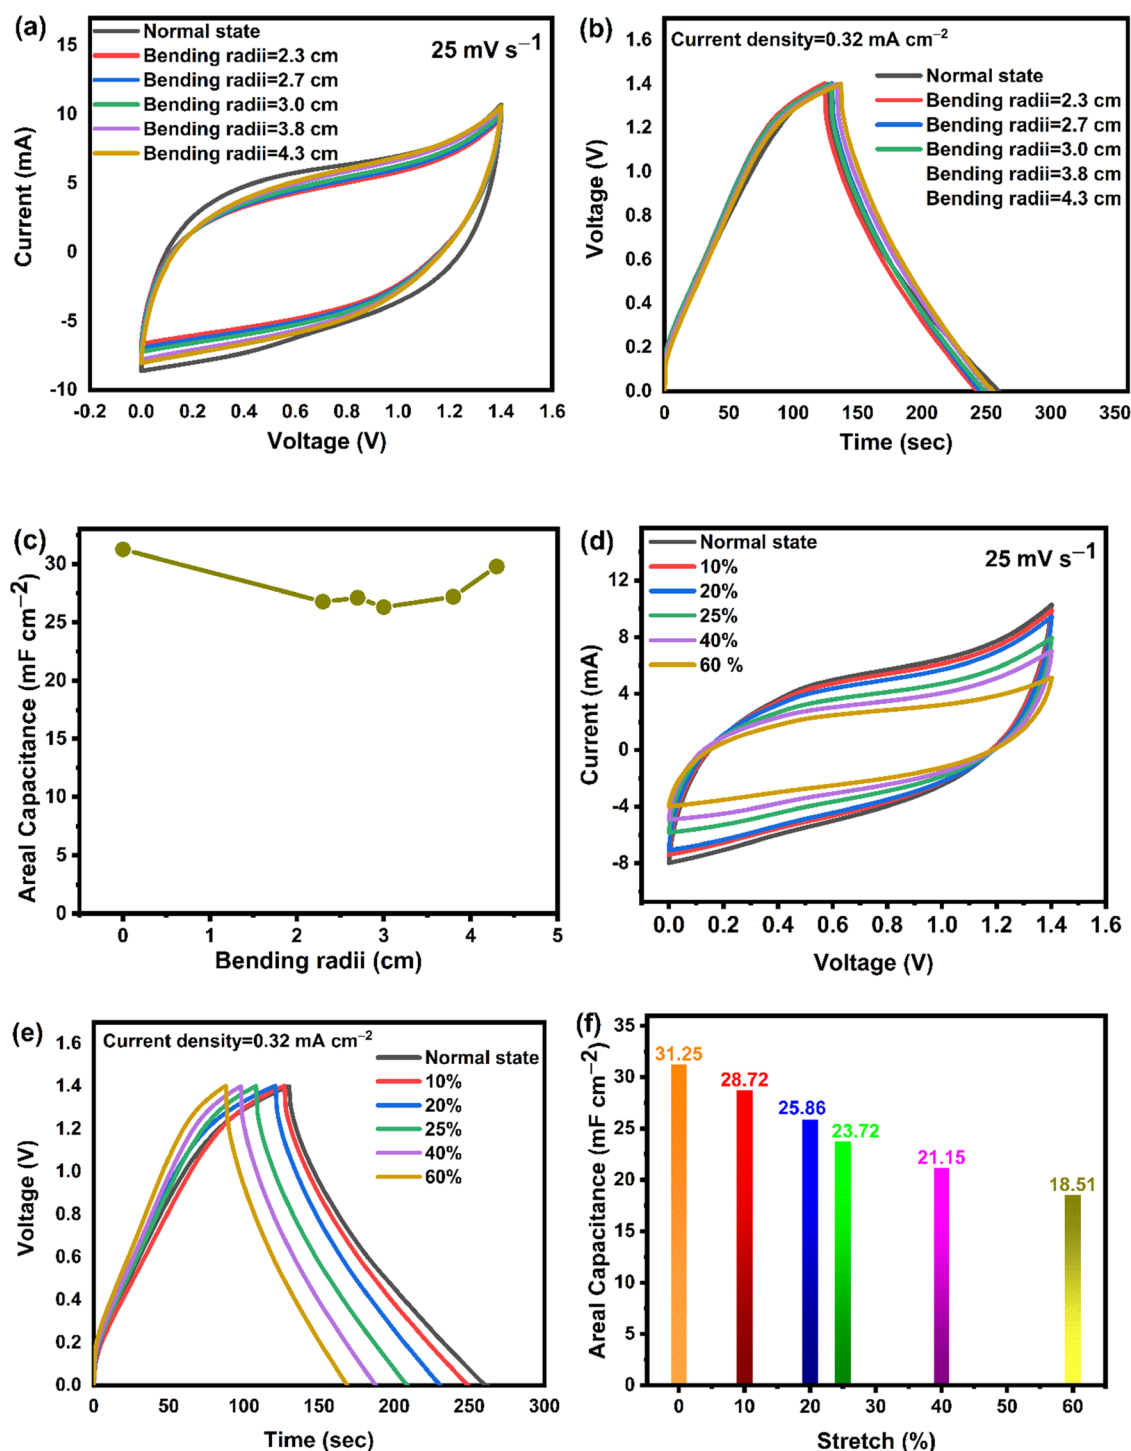 (a)
Normal state
Bending radii=2.3 cm
Bending radii=2.7 cm
Bending radii=3.0 cm
Bending radii=3.8 cm
Bending radii=4.3 cm
25 mV s−1
15
10
5
0
-5
-10
Current (mA)
-0.2 0.0 0.2 0.4 0.6 0.8 1.0 1.2 1.4 1.6
Voltage (V)
(b)
Current density=0.32 mA cm−2
Normal state
Bending radii=2.3 cm
Bending radii=2.7 cm
Bending radii=3.0 cm
Bending radii=3.8 cm
Bending radii=4.3 cm
1.6
1.4
1.2
1.0
0.8
0.6
0.4
0.2
0.0
Voltage (V)
0 50 100 150 200 250 300 350
Time (sec)
(c)
30
25
20
15
10
5
0
Areal Capacitance (mF cm−2)
0 1 2 3 4 5
Bending radii (cm)
(d)
Normal state
10%
20%
25%
40%
60 %
25 mV s−1
12
8
4
0
-4
-8
Current (mA)
0.0 0.2 0.4 0.6 0.8 1.0 1.2 1.4 1.6
Voltage (V)
(e)
Current density=0.32 mA cm−2
Normal state
10%
20%
25%
40%
60%
1.6
1.4
1.2
1.0
0.8
0.6
0.4
0.2
0.0
Voltage (V)
0 50 100 150 200 250 300
Time (sec)
(f)
35
30
25
20
15
10
5
0
Areal Capacitance (mF cm−2)
31.25
28.72
25.86
23.72
21.15
18.51
0 10 20 30 40 50 60
Stretch (%)